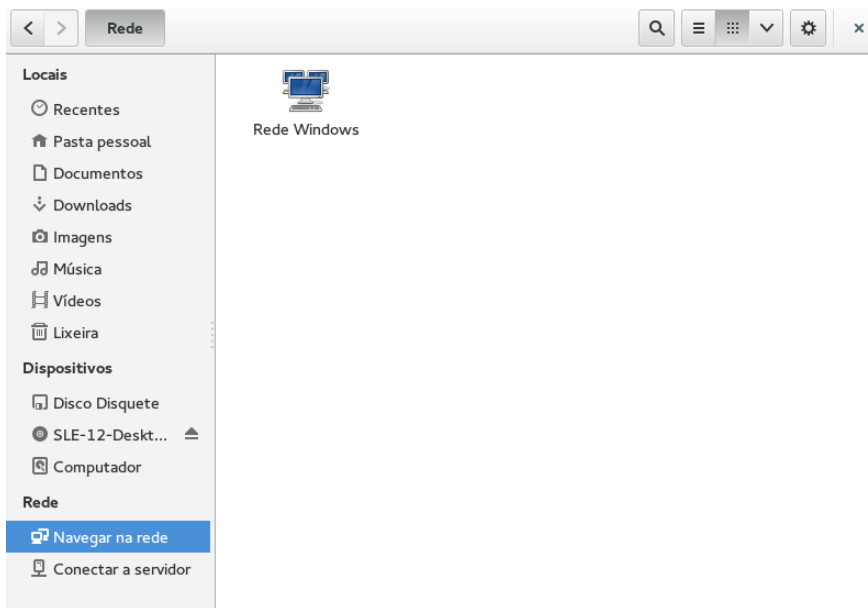 Rede
Locais
Recentes
Pasta pessoal
Documentos
Downloads
Imagens
Música
Vídeos
Lixeira
Dispositivos
Disco Disquete
SLE-12-Deskt...
Computador
Rede
Navegar na rede
Conectar a servidor
Rede Windows